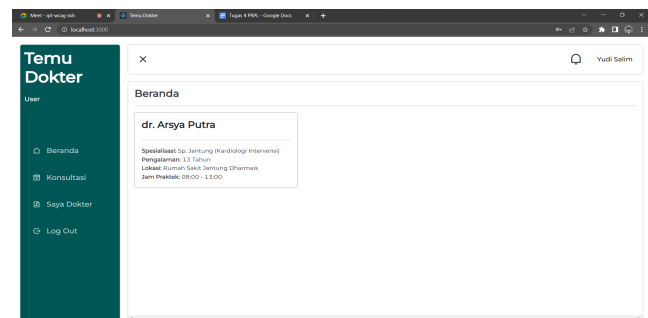 Meet - qit-wcag-ssh
Temu Dokter
Tugas 4 PRPL - Google Docs
localhost:3000
Temu
Dokter
User
Yudi Salim
Beranda
Konsultasi
Saya Dokter
Log Out
Beranda
dr. Arsya Putra
Spesialisasi: Sp. Jantung (Kardiologi Intervensi)
Pengalaman: 13 Tahun
Lokasi: Rumah Sakit Jantung Dharmais
Jam Praktek: 08:00 - 13:00